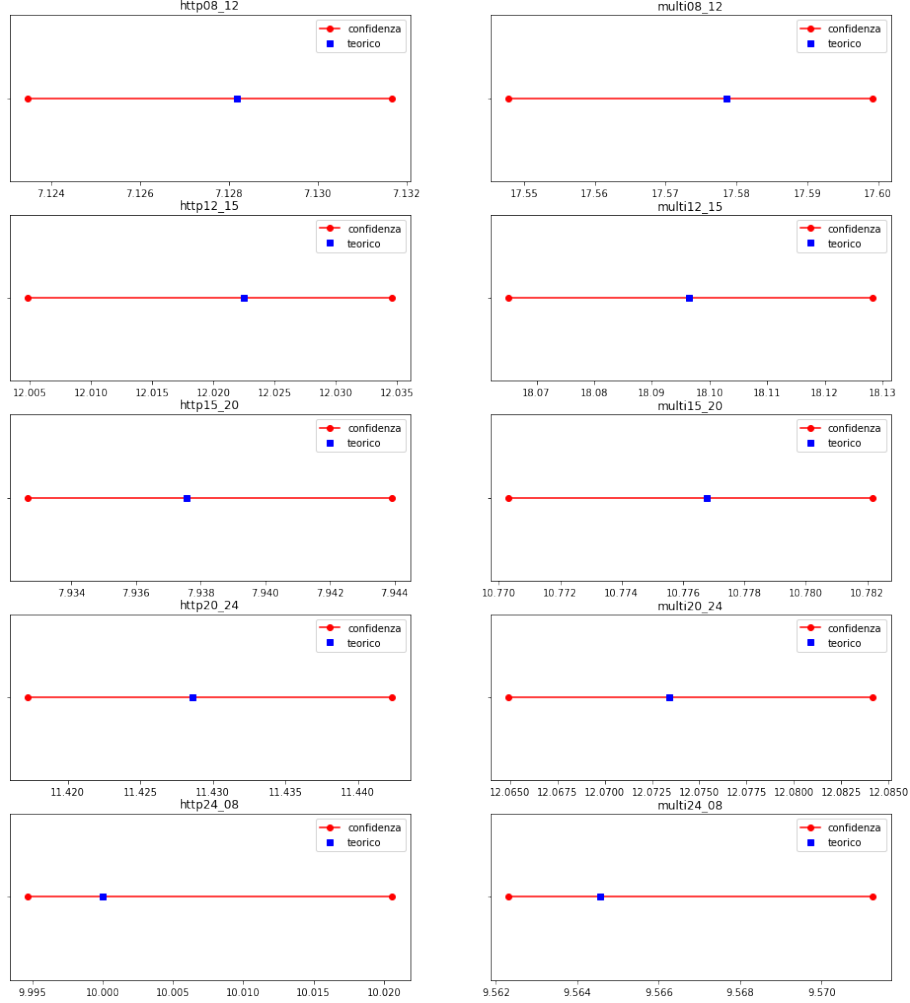 http08_12
confidenza
teorico
7.124 7.126 7.128 7.130 7.132
multi08_12
confidenza
teorico
17.55 17.56 17.57 17.58 17.59 17.60
http12_15
confidenza
teorico
12.005 12.010 12.015 12.020 12.025 12.030 12.035
multi12_15
confidenza
teorico
18.07 18.08 18.09 18.10 18.11 18.12 18.13
http15_20
confidenza
teorico
7.934 7.936 7.938 7.940 7.942 7.944
multi15_20
confidenza
teorico
10.770 10.772 10.774 10.776 10.778 10.780 10.782
http20_24
confidenza
teorico
11.420 11.425 11.430 11.435 11.440
multi20_24
confidenza
teorico
12.0650 12.0675 12.0700 12.0725 12.0750 12.0775 12.0800 12.0825 12.0850
http24_08
confidenza
teorico
9.995 10.000 10.005 10.010 10.015 10.020
multi24_08
confidenza
teorico
9.562 9.564 9.566 9.568 9.570